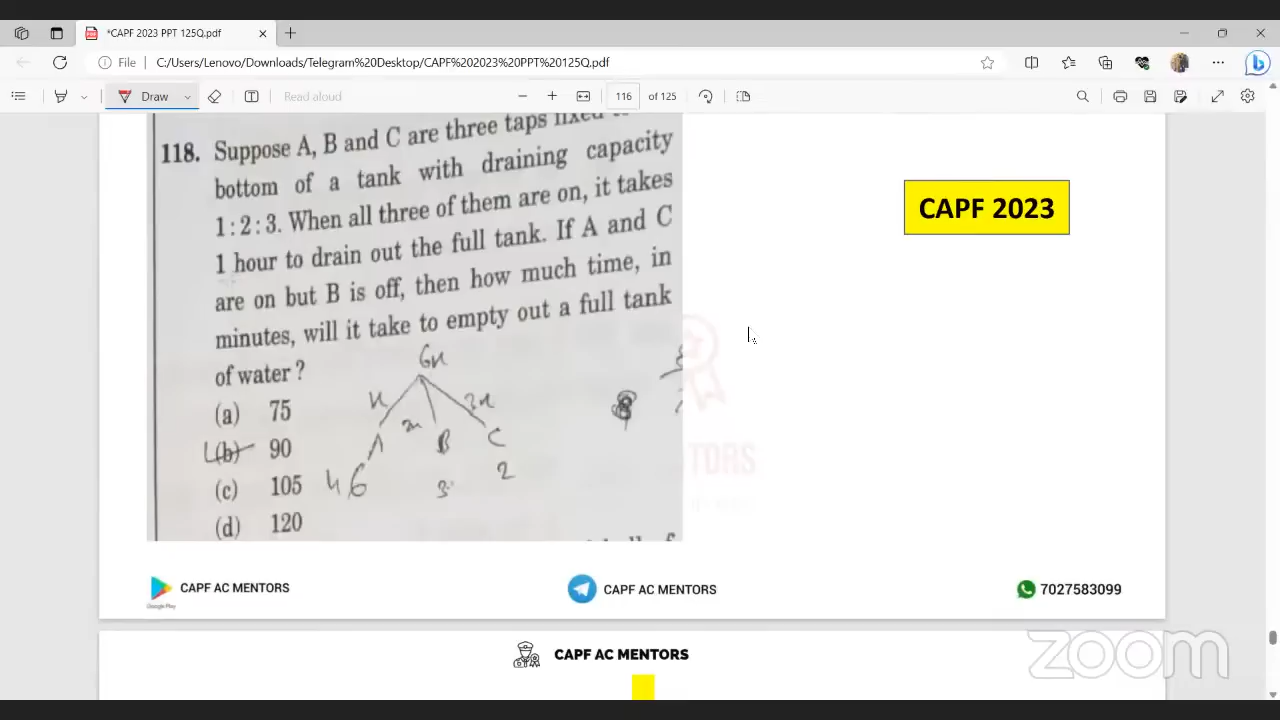 *CAPF 2023 PPT 125Q.pdf
File C:/Users/Lenovo/Downloads/Telegram%20Desktop/CAPF%202023%20PPT%20125Q.pdf
Draw Read aloud 116 of 125
118. Suppose A, B and C are three taps fixed
bottom of a tank with draining capacity
1:2:3. When all three of them are on, it takes
1 hour to drain out the full tank. If A and C
are on but B is off, then how much time, in
minutes, will it take to empty out a full tank
of water?
(a) 75
(b) 90
(c) 105
(d) 120
A B C
6 3 2
CAPF 2023
CAPF AC MENTORS
Google Play
CAPF AC MENTORS
7027583099
CAPF AC MENTORS
zoom